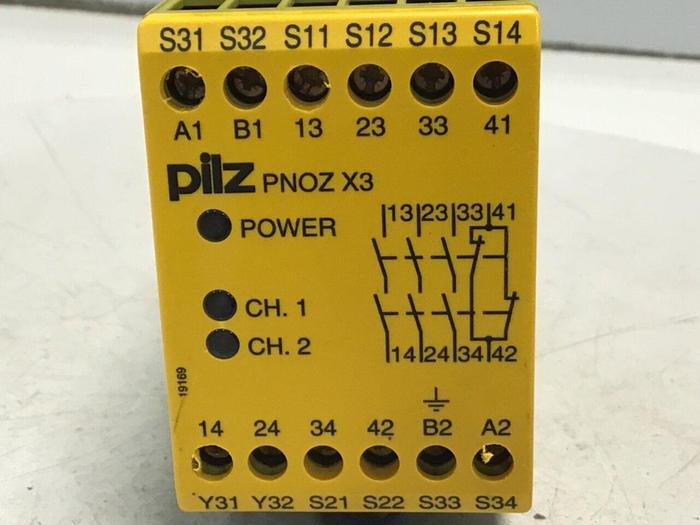 S31 S32 S11 S12 S13 S14
A1 B1 13 23 33 41
pilz PNOZ X3
13 23 33 41
POWER
CH. 1
CH. 2
14 24 34 42
19169
14 24 34 42 B2 A2
Y31 Y32 S21 S22 S33 S34